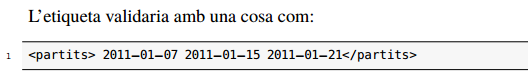 L'etiqueta validaria amb una cosa com:
1 <partits> 2011–01–07 2011–01–15 2011–01–21</partits>